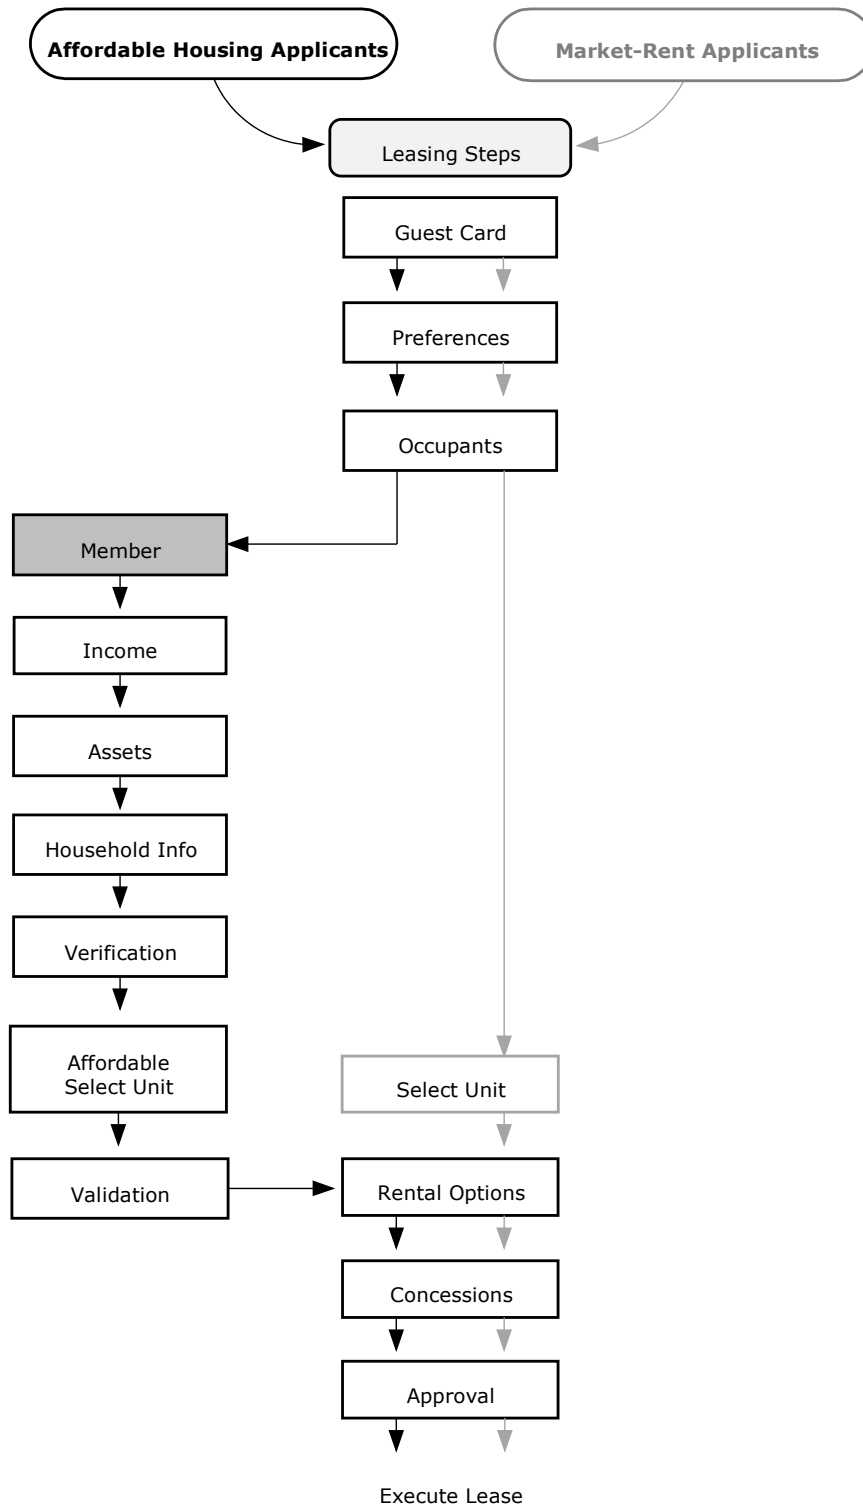 Affordable Housing Applicants
Market-Rent Applicants
Leasing Steps
Guest Card
Preferences
Occupants
Member
Income
Assets
Household Info
Verification
Affordable
Select Unit
Select Unit
Validation
Rental Options
Concessions
Approval
Execute Lease